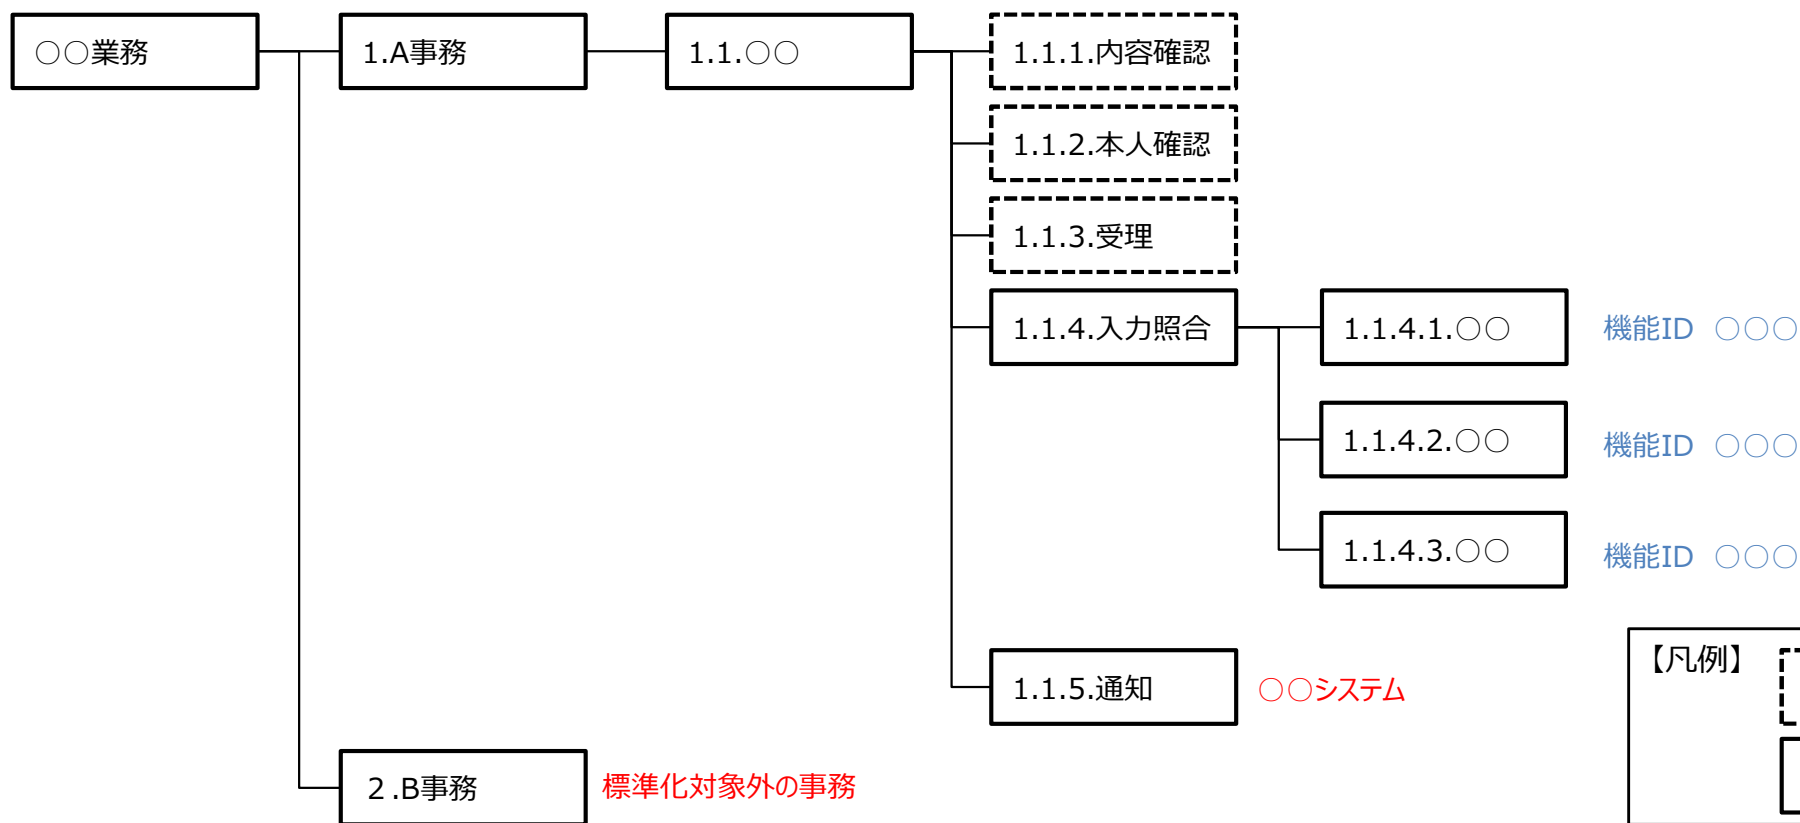 ○○業務
1.A事務
1.1.○○
1.1.1.内容確認
1.1.2.本人確認
1.1.3.受理
1.1.4.入力照合
1.1.4.1.○○
機能ID ○○○
1.1.4.2.○○
機能ID ○○○
1.1.4.3.○○
機能ID ○○○
【凡例】
1.1.5.通知
○○システム
２.B事務
標準化対象外の事務